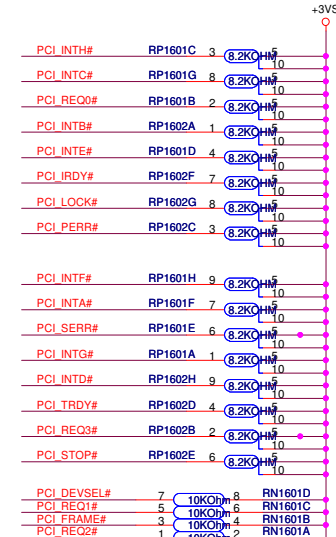 +3VS
PCI_INTH# RP1601C 3 8.2KOHM 5
10
PCI_INTC# RP1601G 8 8.2KOHM 5
10
PCI_REQ0# RP1601B 2 8.2KOHM 5
10
PCI_INTB# RP1602A 1 8.2KOHM 5
10
PCI_INTE# RP1601D 4 8.2KOHM 5
10
PCI_IRDY# RP1602F 7 8.2KOHM 5
10
PCI_LOCK# RP1602G 8 8.2KOHM 5
10
PCI_PERR# RP1602C 3 8.2KOHM 5
10
PCI_INTF# RP1601H 9 8.2KOHM 5
10
PCI_INTA# RP1601F 7 8.2KOHM 5
10
PCI_SERR# RP1601E 6 8.2KOHM 5
10
PCI_INTG# RP1601A 1 8.2KOHM 5
10
PCI_INTD# RP1602H 9 8.2KOHM 5
10
PCI_TRDY# RP1602D 4 8.2KOHM 5
10
PCI_REQ3# RP1602B 2 8.2KOHM 5
10
PCI_STOP# RP1602E 6 8.2KOHM 5
10
PCI_DEVSEL# 7 10KOhm 8 RN1601D
PCI_REQ1# 5 10KOhm 6 RN1601C
PCI_FRAME# 3 10KOhm 4 RN1601B
PCI_REQ2# 1 10KOhm 2 RN1601A